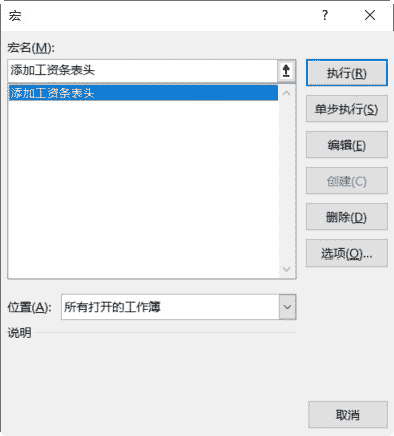 宏
?
宏名(M):
添加工资条表头
添加工资条表头
执行(R)
单步执行(S)
编辑(E)
创建(C)
删除(D)
选项(O)...
位置(A):
所有打开的工作簿
说明
取消